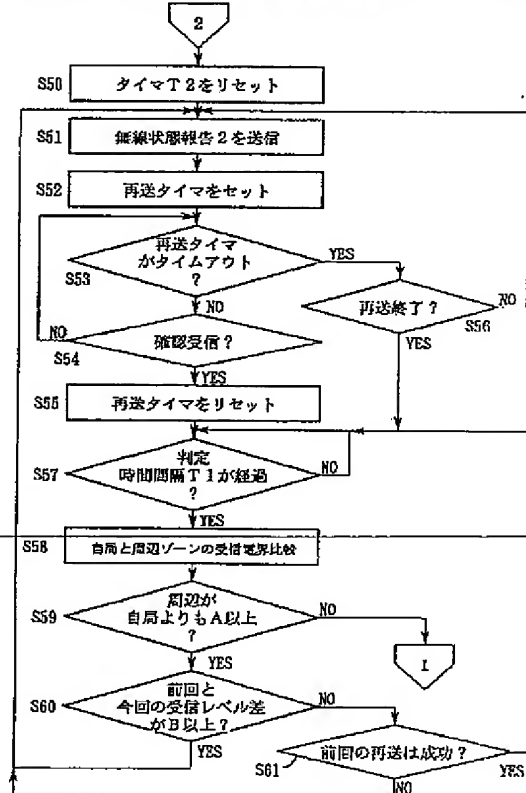 2
S50
タイマT2をリセット
S51
無線状態報告2を送信
S52
再送タイマをセット
再送タイマ
がタイムアウト
?
S53
YES
NO
再送終了?
NO
S56
YES
確認受信?
NO
S54
YES
S55
再送タイマをリセット
判定
時間間隔T1が経過
?
S57
NO
YES
S58
自局と周辺ゾーンの受信電界比較
周辺が
自局よりもA以上
?
S59
NO
YES
1
前回と
今回の受信レベル差
がB以上?
S60
NO
YES
前回の再送は成功?
S61
YES
NO